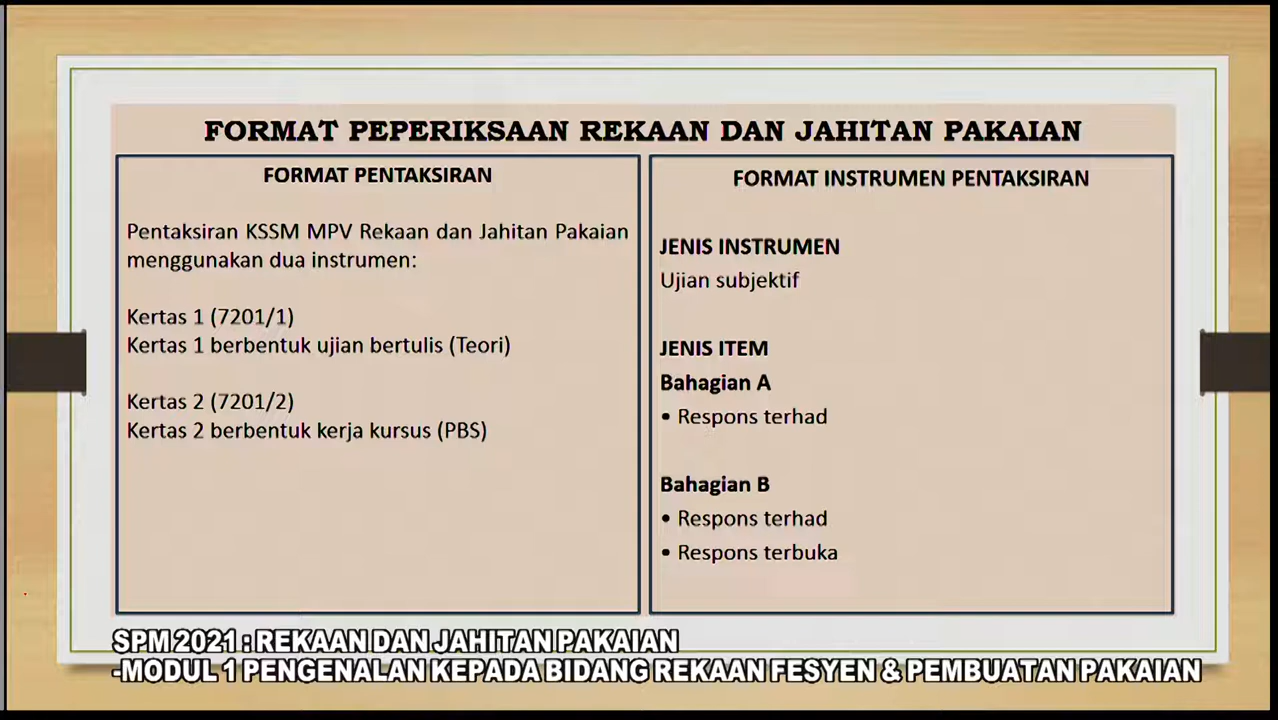 FORMAT PEPERIKSAAN REKAAN DAN JAHITAN PAKAIAN
FORMAT PENTAKSIRAN
Pentaksiran KSSM MPV Rekaan dan Jahitan Pakaian
menggunakan dua instrumen:
Kertas 1 (7201/1)
Kertas 1 berbentuk ujian bertulis (Teori)
Kertas 2 (7201/2)
Kertas 2 berbentuk kerja kursus (PBS)
FORMAT INSTRUMEN PENTAKSIRAN
JENIS INSTRUMEN
Ujian subjektif
JENIS ITEM
Bahagian A
• Respons terhad
Bahagian B
• Respons terhad
• Respons terbuka
SPM 2021 : REKAAN DAN JAHITAN PAKAIAN
-MODUL 1 PENGENALAN KEPADA BIDANG REKAAN FESYEN & PEMBUATAN PAKAIAN